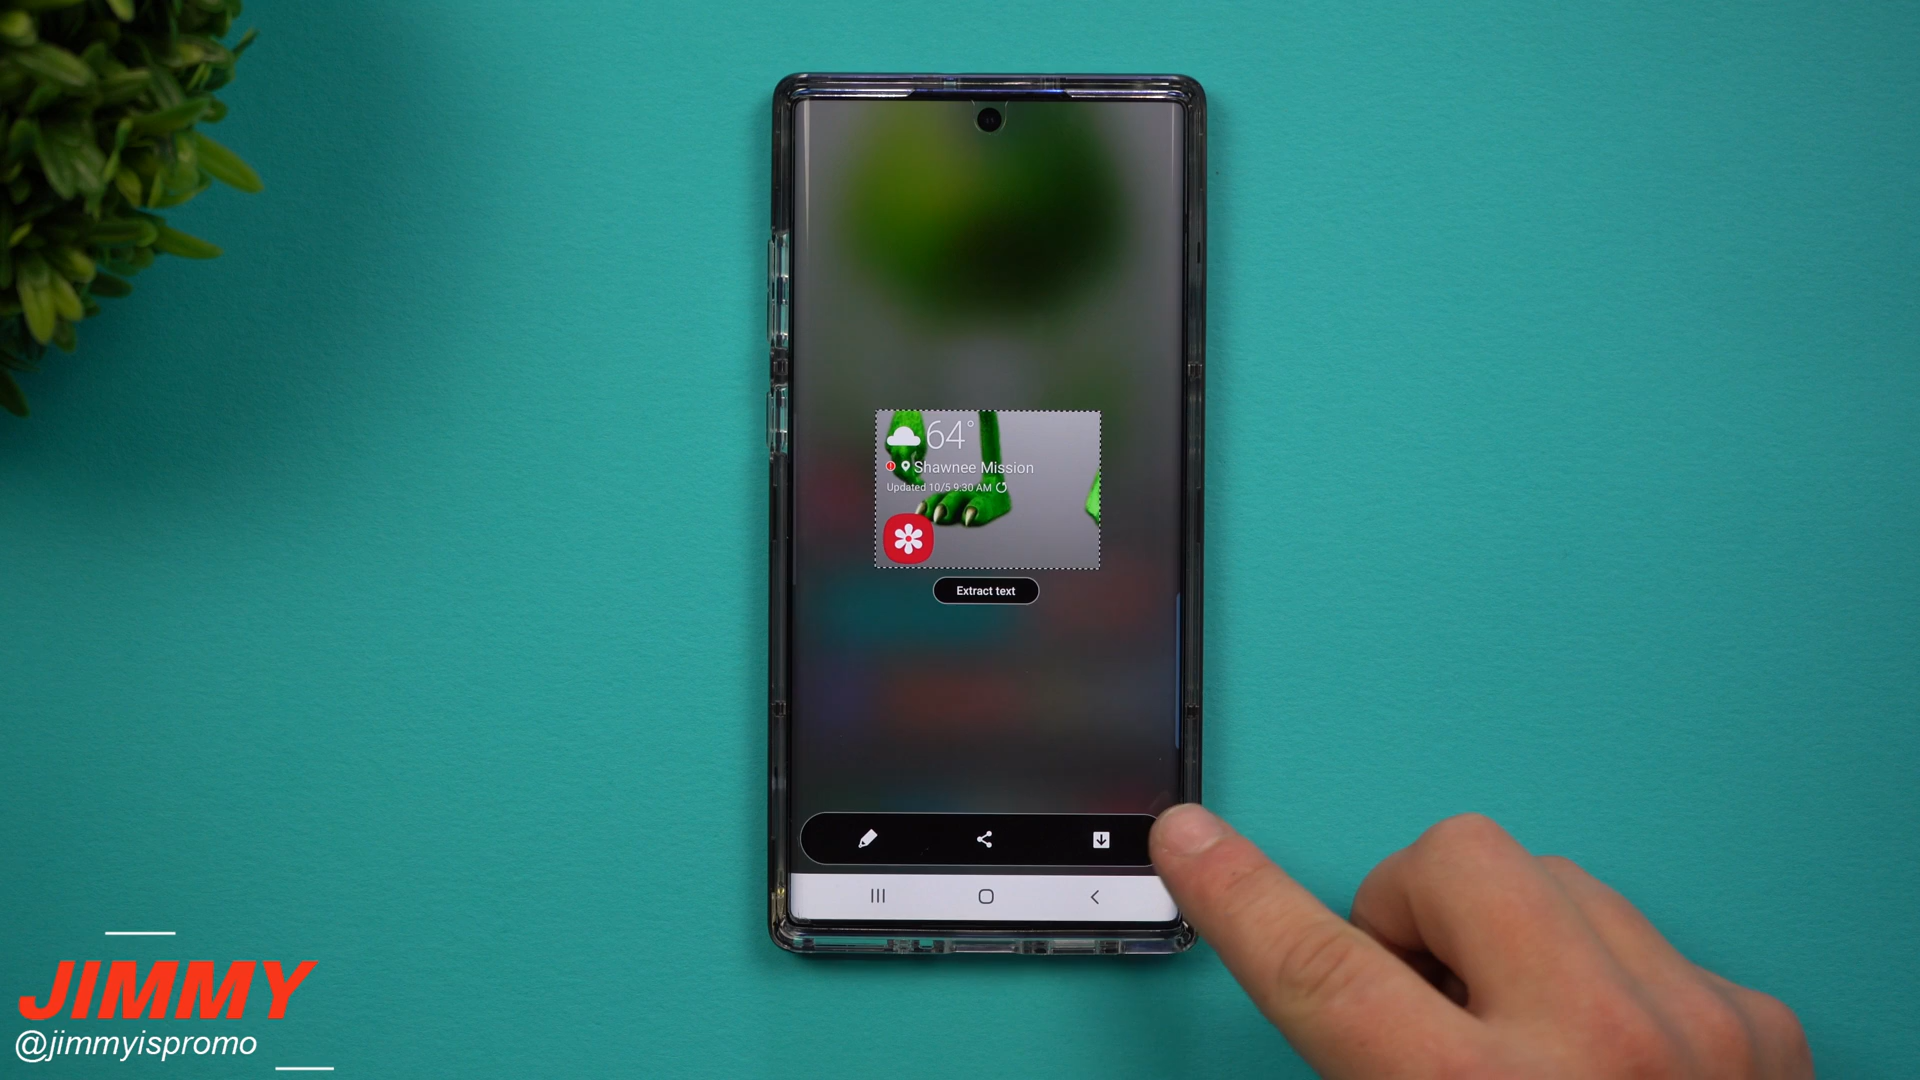 64°
Shawnee Mission
Updated 10/5 9:30 AM
Extract text
JIMMY
@jimmyispromo